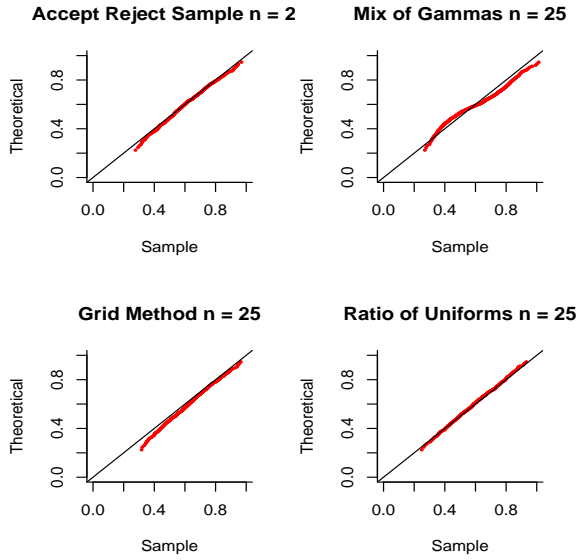 Accept Reject Sample n = 2
Theoretical
0.0 0.4 0.8
0.0 0.4 0.8
Sample
Mix of Gammas n = 25
Theoretical
0.0 0.4 0.8
0.0 0.4 0.8
Sample
Grid Method n = 25
Theoretical
0.0 0.4 0.8
0.0 0.4 0.8
Sample
Ratio of Uniforms n = 25
Theoretical
0.0 0.4 0.8
0.0 0.4 0.8
Sample